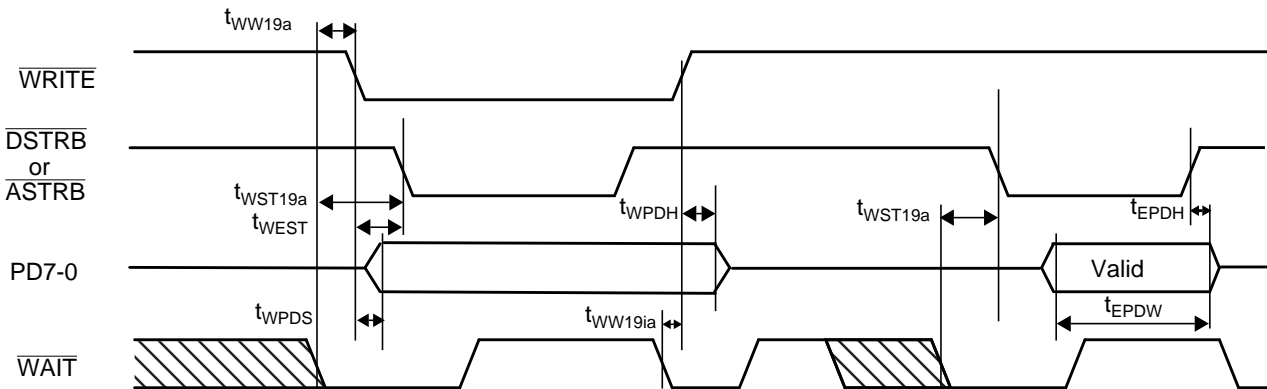 tWW19a
WRITE
DSTRB
or
ASTRB
tWST19a
tWEST
tWPDH
tWST19a
tEPDH
PD7-0
Valid
tWPDS
tWW19ia
tEPDW
WAIT